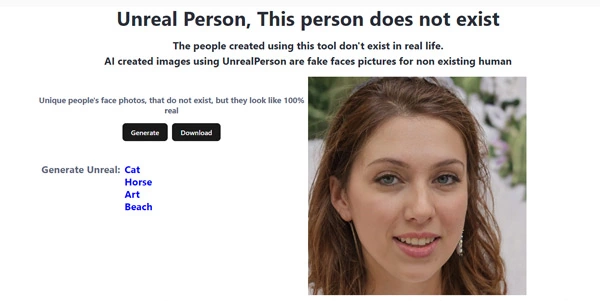 Unreal Person, This person does not exist
The people created using this tool don't exist in real life.
AI created images using UnrealPerson are fake faces pictures for non existing human
Unique people's face photos, that do not exist, but they look like 100%
real
Generate Download
Generate Unreal: Cat
Horse
Art
Beach